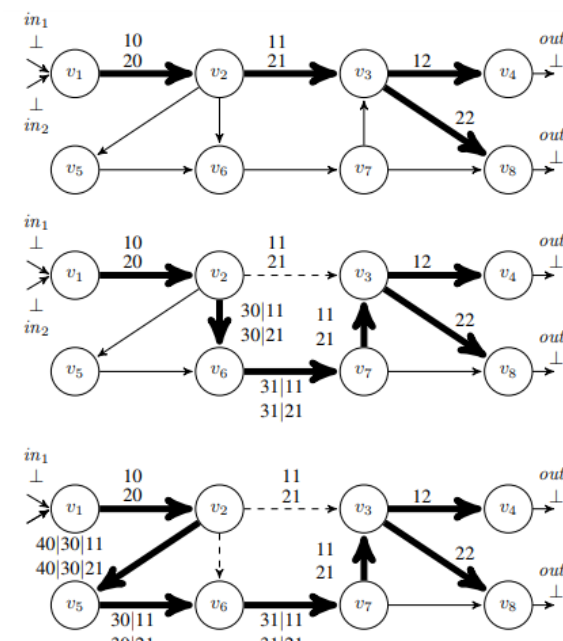 in1
⊥
10
20
11
21
12
out
⊥
v1
v2
v3
v4
⊥
in2
22
out
⊥
v5
v6
v7
v8
in1
⊥
10
20
11
21
12
out
⊥
v1
v2
v3
v4
⊥
in2
30|11
30|21
11
21
22
out
⊥
v5
v6
v7
v8
31|11
31|21
in1
⊥
10
20
11
21
12
out
⊥
v1
v2
v3
v4
40|30|11
40|30|21
11
21
22
out
⊥
v5
v6
v7
v8
30|11
31|11